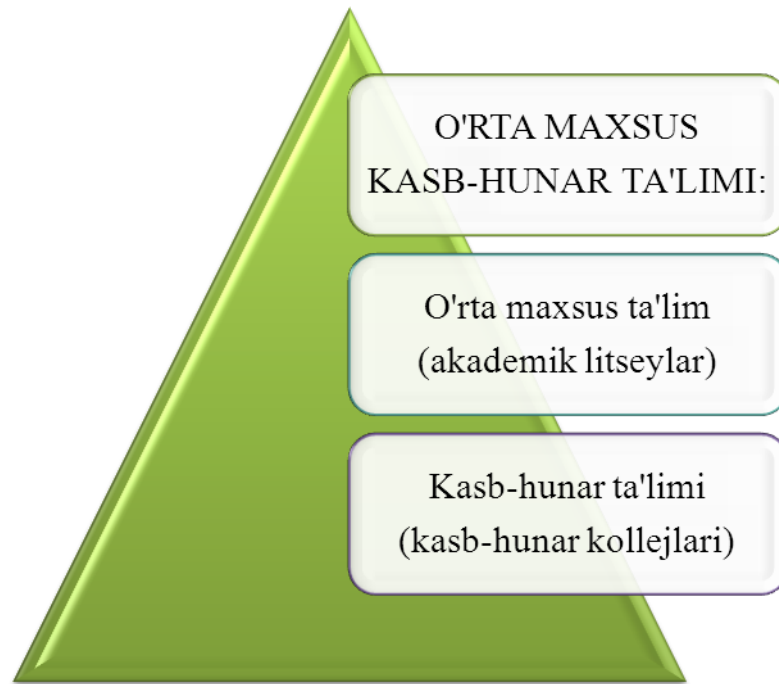 O'RTA MAXSUS
KASB-HUNAR TA'LIMI:
O'rta maxsus ta'lim
(akademik litseylar)
Kasb-hunar ta'limi
(kasb-hunar kollejlari)